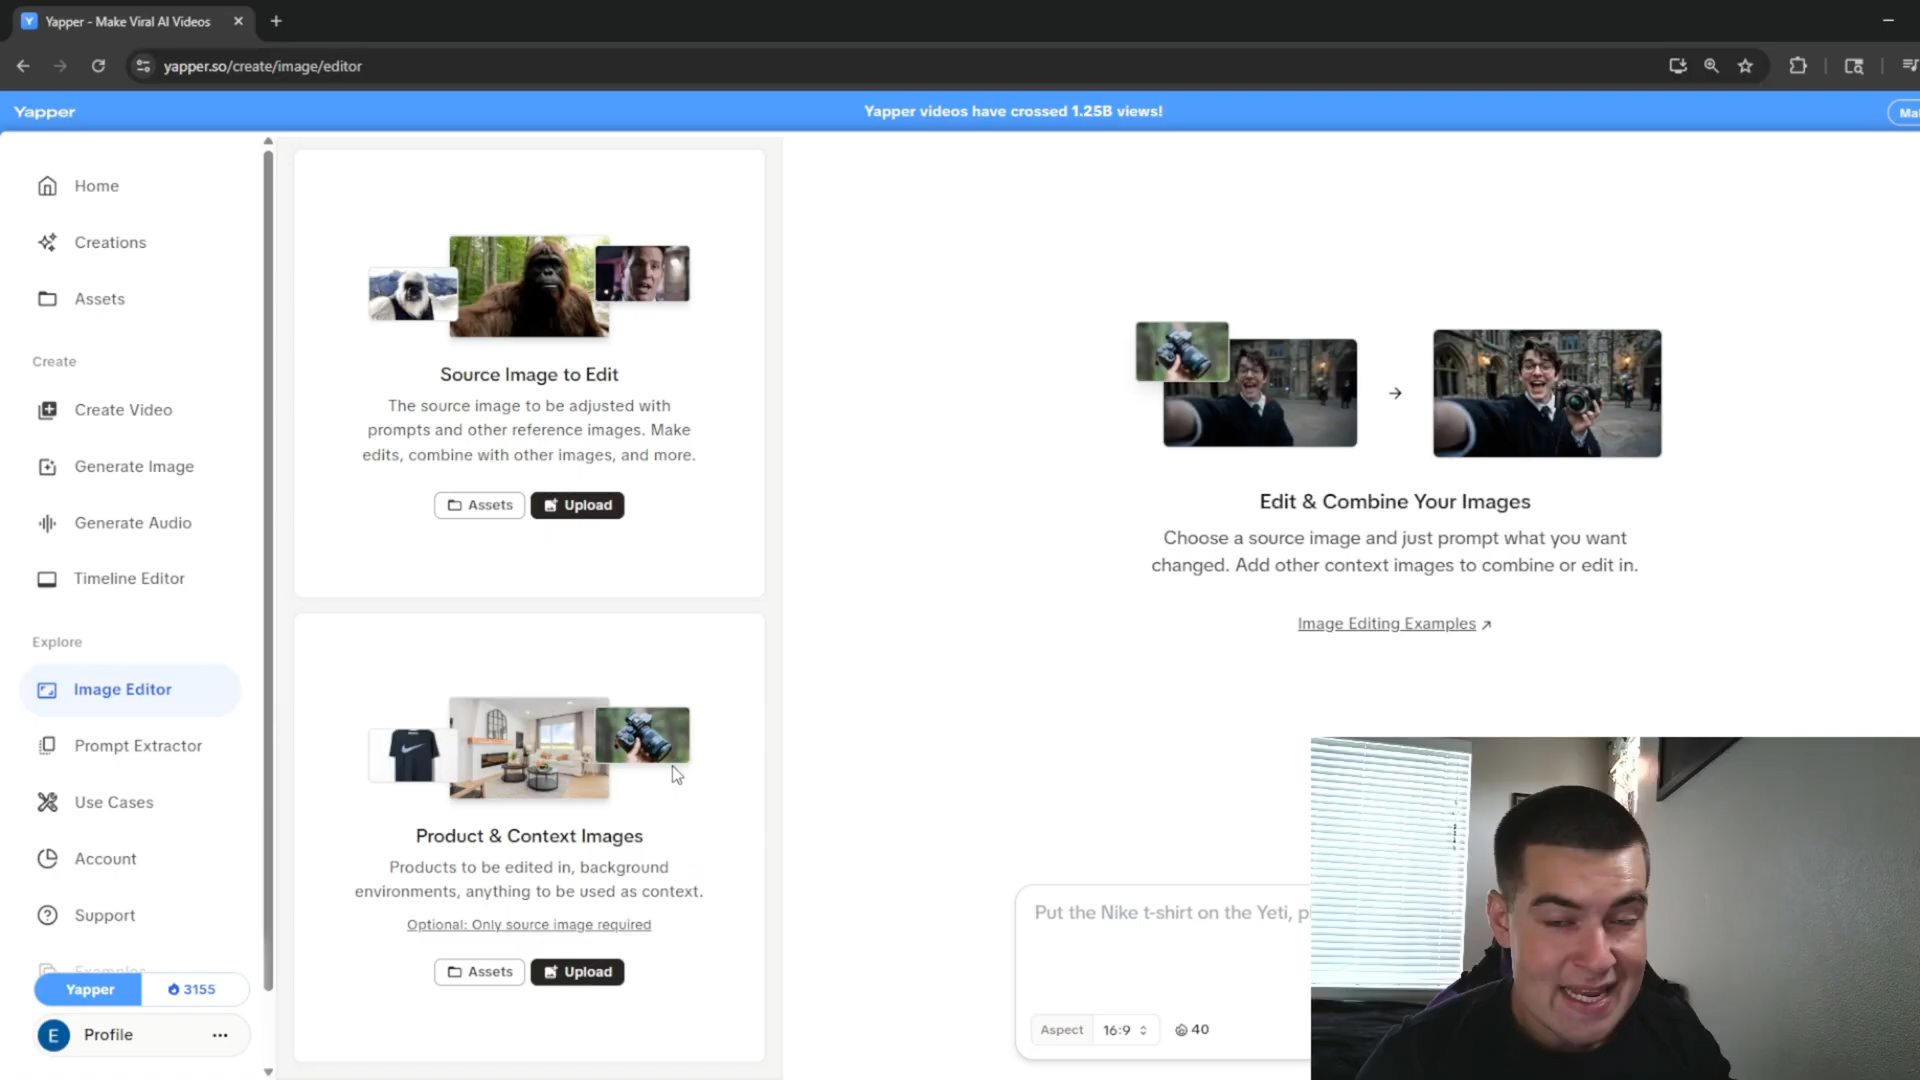 Yapper - Make Viral AI Videos
yapper.so/create/image/editor
Yapper
Yapper videos have crossed 1.25B views!
Home
Creations
Assets
Create
Create Video
Generate Image
Generate Audio
Timeline Editor
Explore
Image Editor
Prompt Extractor
Use Cases
Account
Support
Examples
Yapper
3155
E
Profile
Source Image to Edit
The source image to be adjusted with
prompts and other reference images. Make
edits, combine with other images, and more.
Assets
Upload
Product & Context Images
Products to be edited in, background
environments, anything to be used as context.
Optional: Only source image required
Assets
Upload
Edit & Combine Your Images
Choose a source image and just prompt what you want
changed. Add other context images to combine or edit in.
Image Editing Examples
Put the Nike t-shirt on the Yeti, p
Aspect
16:9
40